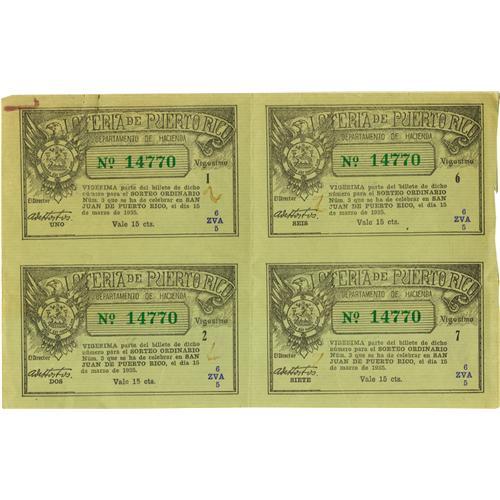 LOTERIA DE PUERTO RICO
DEPARTAMENTO DE HACIENDA
Nº 14770
Vigesimo
1
VIGESIMA parte del billete de dicho
número para el SORTEO ORDINARIO
Núm. 3 que se ha de celebrar en SAN
JUAN DE PUERTO RICO, el día 15
de marzo de 1935.
El Director
UNO
Vale 15 cts.
6
ZVA
5
LOTERIA DE PUERTO RICO
DEPARTAMENTO DE HACIENDA
Nº 14770
Vigesimo
6
VIGESIMA parte del billete de dicho
número para el SORTEO ORDINARIO
Núm. 3 que se ha de celebrar en SAN
JUAN DE PUERTO RICO, el día 15
de marzo de 1935.
El Director
SEIS
Vale 15 cts.
6
ZVA
5
LOTERIA DE PUERTO RICO
DEPARTAMENTO DE HACIENDA
Nº 14770
Vigesimo
2
VIGESIMA parte del billete de dicho
número para el SORTEO ORDINARIO
Núm. 3 que se ha de celebrar en SAN
JUAN DE PUERTO RICO, el día 15
de marzo de 1935.
El Director
DOS
Vale 15 cts.
6
ZVA
5
LOTERIA DE PUERTO RICO
DEPARTAMENTO DE HACIENDA
Nº 14770
Vigesimo
7
VIGESIMA parte del billete de dicho
número para el SORTEO ORDINARIO
Núm. 3 que se ha de celebrar en SAN
JUAN DE PUERTO RICO, el día 15
de marzo de 1935.
El Director
SIETE
Vale 15 cts.
6
ZVA
5